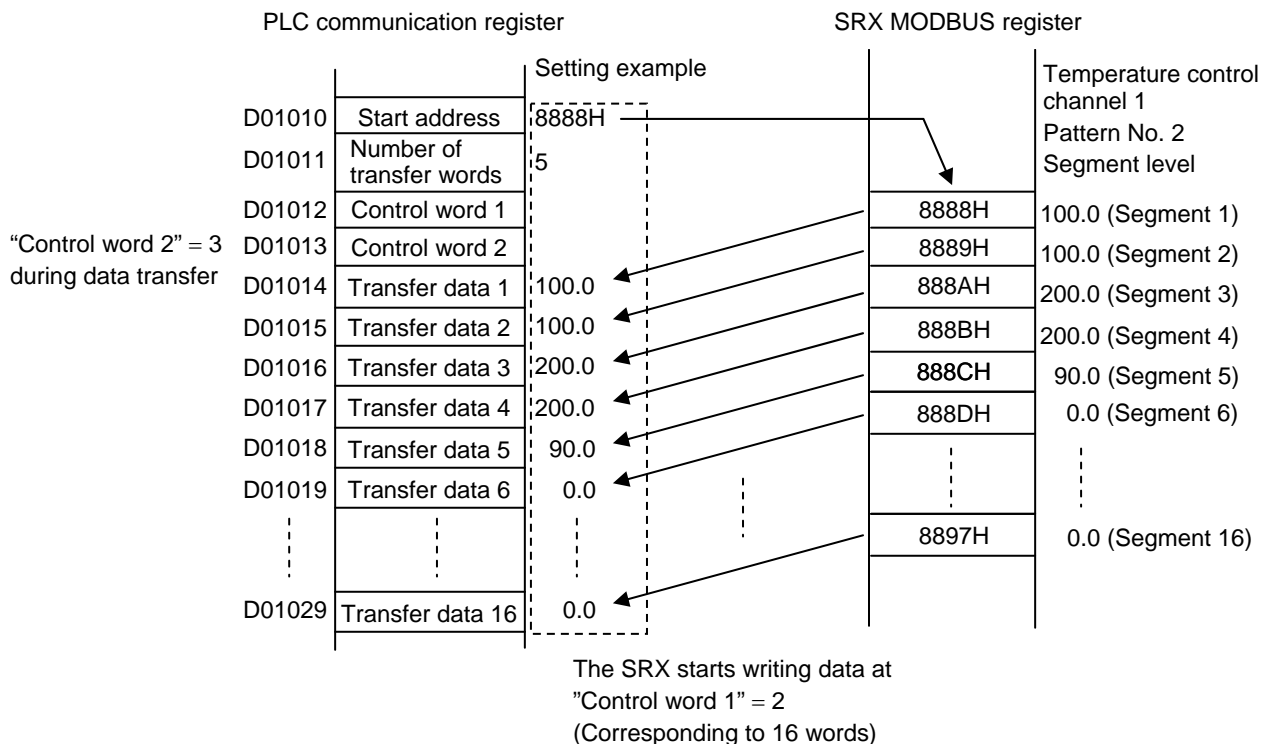 PLC communication register
SRX MODBUS register
Setting example
Temperature control
channel 1
Pattern No. 2
Segment level
D01010 Start address 8888H
D01011 Number of
transfer words 5
D01012 Control word 1
D01013 Control word 2
“Control word 2” = 3
during data transfer
D01014 Transfer data 1 100.0
D01015 Transfer data 2 100.0
D01016 Transfer data 3 200.0
D01017 Transfer data 4 200.0
D01018 Transfer data 5 90.0
D01019 Transfer data 6 0.0
D01029 Transfer data 16 0.0
8888H 100.0 (Segment 1)
8889H 100.0 (Segment 2)
888AH 200.0 (Segment 3)
888BH 200.0 (Segment 4)
888CH 90.0 (Segment 5)
888DH 0.0 (Segment 6)
8897H 0.0 (Segment 16)
The SRX starts writing data at
”Control word 1” = 2
(Corresponding to 16 words)